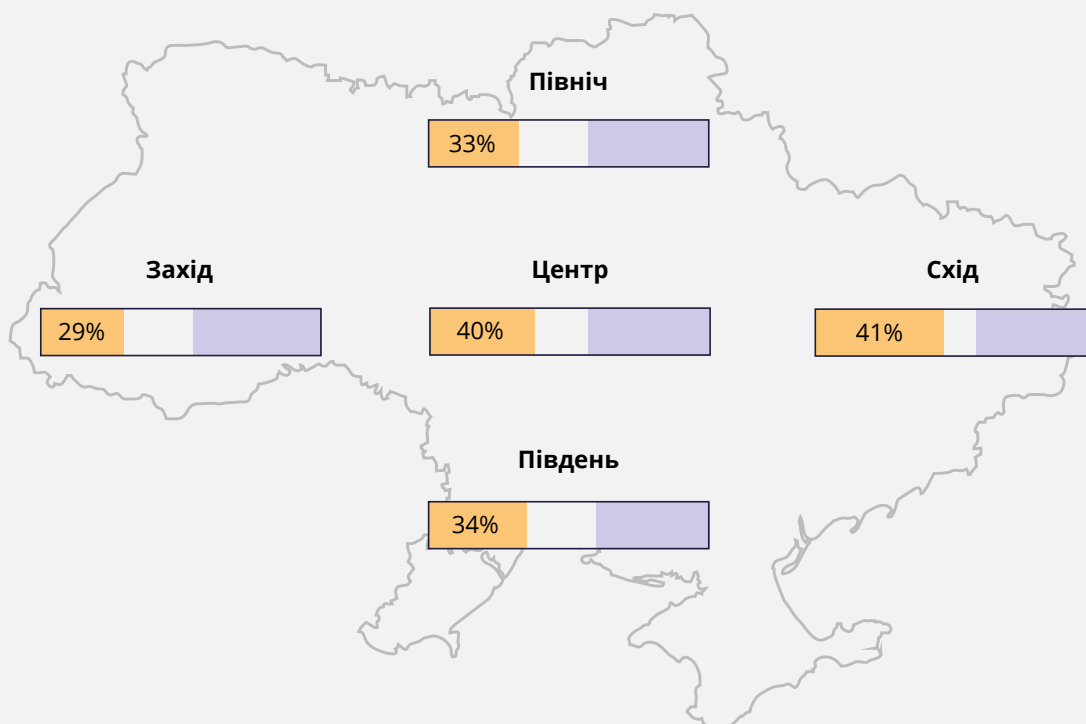 Північ
33%
Захід
29%
Центр
40%
Схід
41%
Південь
34%